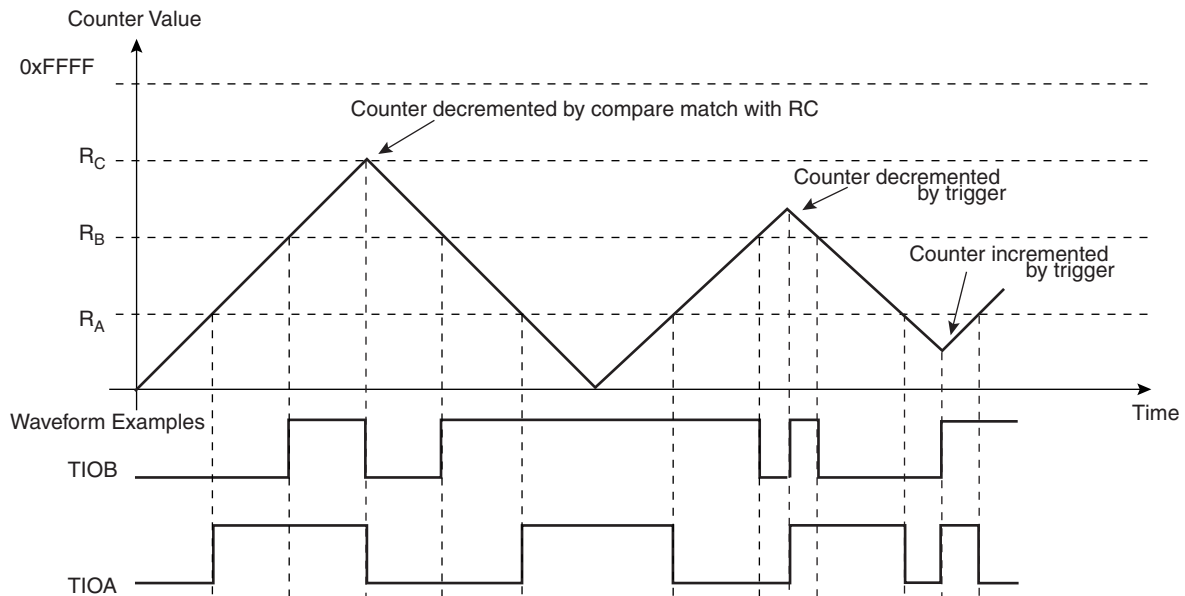 Counter Value
0xFFFF
Counter decremented by compare match with RC
RC
Counter decremented
by trigger
RB
Counter incremented
by trigger
RA
Time
Waveform Examples
TIOB
TIOA